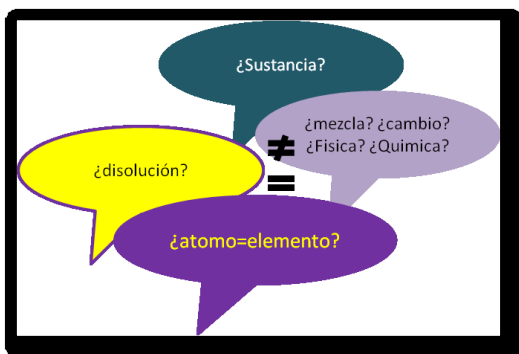 ¿Sustancia?
¿mezcla? ¿cambio?
¿Fisica? ¿Quimica?
≠
¿disolución?
=
¿atomo=elemento?